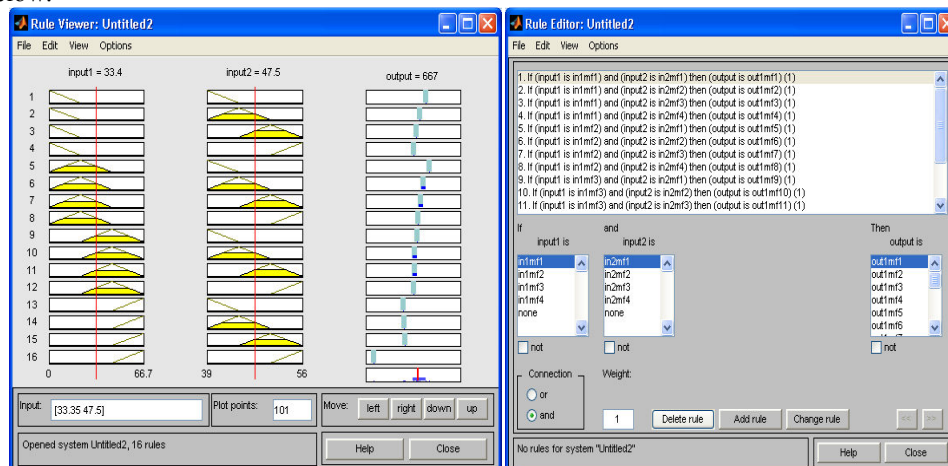 Rule Viewer: Untitled2
File Edit View Options
input1 = 33.4 input2 = 47.5 output = 667
1
2
3
4
5
6
7
8
9
10
11
12
13
14
15
16
0 66.7 39 56
Input: [33.35 47.5] Plot points: 101 Move: left right down up
Opened system Untitled2, 16 rules Help Close
Rule Editor: Untitled2
File Edit View Options
1. If (input1 is in1mf1) and (input2 is in2mf1) then (output is out1mf1) (1)
2. If (input1 is in1mf1) and (input2 is in2mf2) then (output is out1mf2) (1)
3. If (input1 is in1mf1) and (input2 is in2mf3) then (output is out1mf3) (1)
4. If (input1 is in1mf1) and (input2 is in2mf4) then (output is out1mf4) (1)
5. If (input1 is in1mf2) and (input2 is in2mf1) then (output is out1mf5) (1)
6. If (input1 is in1mf2) and (input2 is in2mf2) then (output is out1mf6) (1)
7. If (input1 is in1mf2) and (input2 is in2mf3) then (output is out1mf7) (1)
8. If (input1 is in1mf2) and (input2 is in2mf4) then (output is out1mf8) (1)
9. If (input1 is in1mf3) and (input2 is in2mf1) then (output is out1mf9) (1)
10. If (input1 is in1mf3) and (input2 is in2mf2) then (output is out1mf10) (1)
11. If (input1 is in1mf3) and (input2 is in2mf3) then (output is out1mf11) (1)
If and Then
input1 is input2 is output is
in1mf1 in2mf1 out1mf1
in1mf2 in2mf2 out1mf2
in1mf3 in2mf3 out1mf3
in1mf4 in2mf4 out1mf4
none none out1mf5
out1mf6
not not not
Connection Weight:
or
and 1 Delete rule Add rule Change rule << >>
No rules for system "Untitled2" Help Close